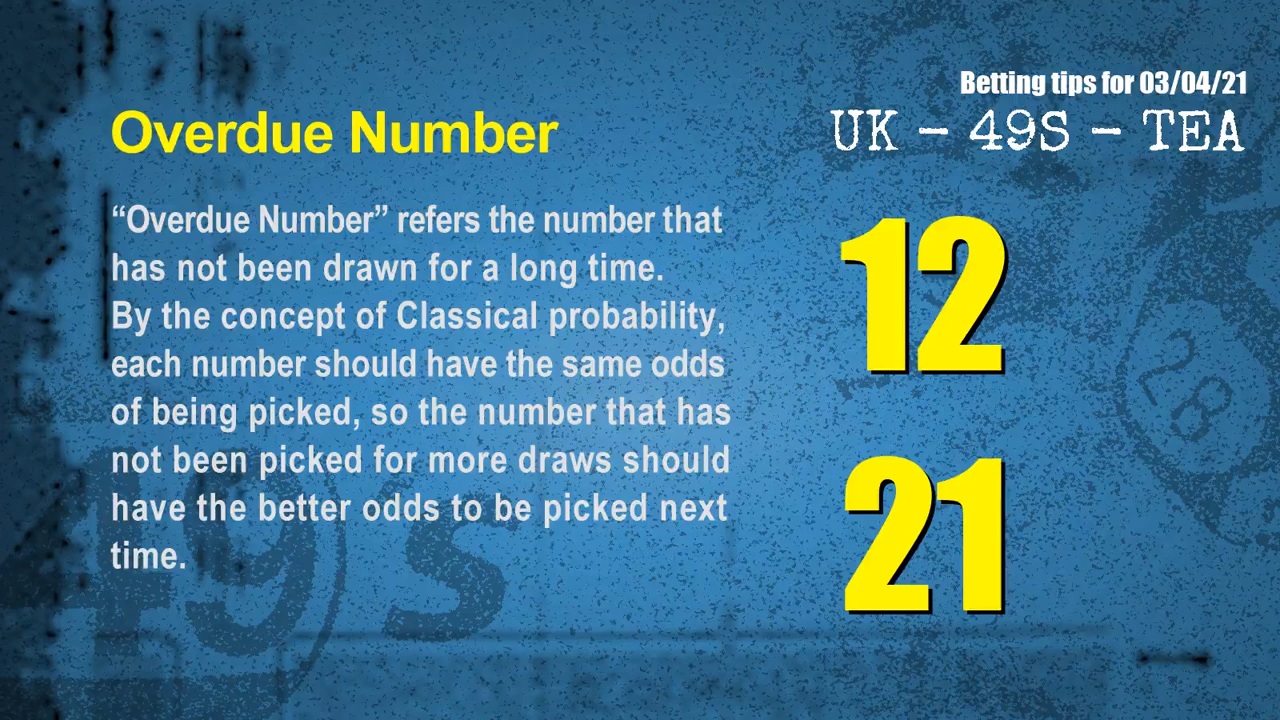 Betting tips for 03/04/21
UK - 49S - TEA
Overdue Number
“Overdue Number” refers the number that
has not been drawn for a long time.
By the concept of Classical probability,
each number should have the same odds
of being picked, so the number that has
not been picked for more draws should
have the better odds to be picked next
time.
12
21
28
49's